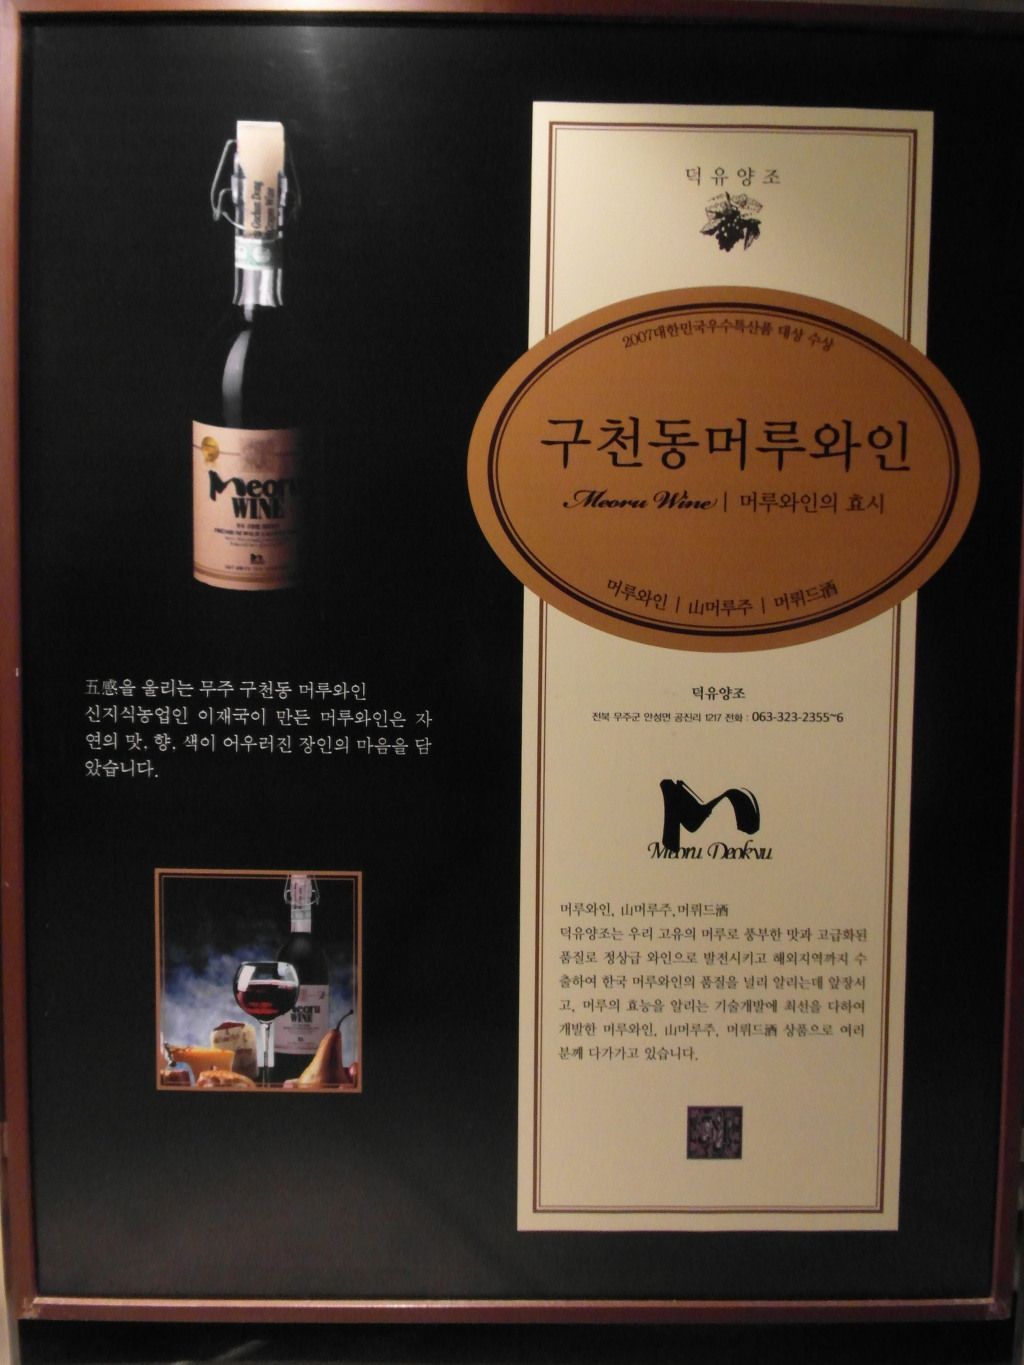 덕유양조
2007대한민국우수특산품 대상 수상
구천동머루와인
Meoru Wine | 머루와인의 효시
머루와인 | 山머루주 | 머뤼드酒
Meoru
WINE
五感을 울리는 무주 구천동 머루와인
신지식농업인 이재국이 만든 머루와인은 자
연의 맛, 향, 색이 어우러진 장인의 마음을 담
았습니다.
Meoru
WINE
덕유양조
전북 무주군 안성면 공진리 1217 전화 : 063-323-2355~6
Meoru Deokyu
머루와인, 山머루주,머뤼드酒
덕유양조는 우리 고유의 머루로 풍부한 맛과 고급화된
품질로 정상급 와인으로 발전시키고 해외지역까지 수
출하여 한국 머루와인의 품질을 널리 알리는데 앞장서
고, 머루의 효능을 알리는 기술개발에 최선을 다하여
개발한 머루와인, 山머루주, 머뤼드酒 상품으로 여러
분께 다가가고 있습니다.